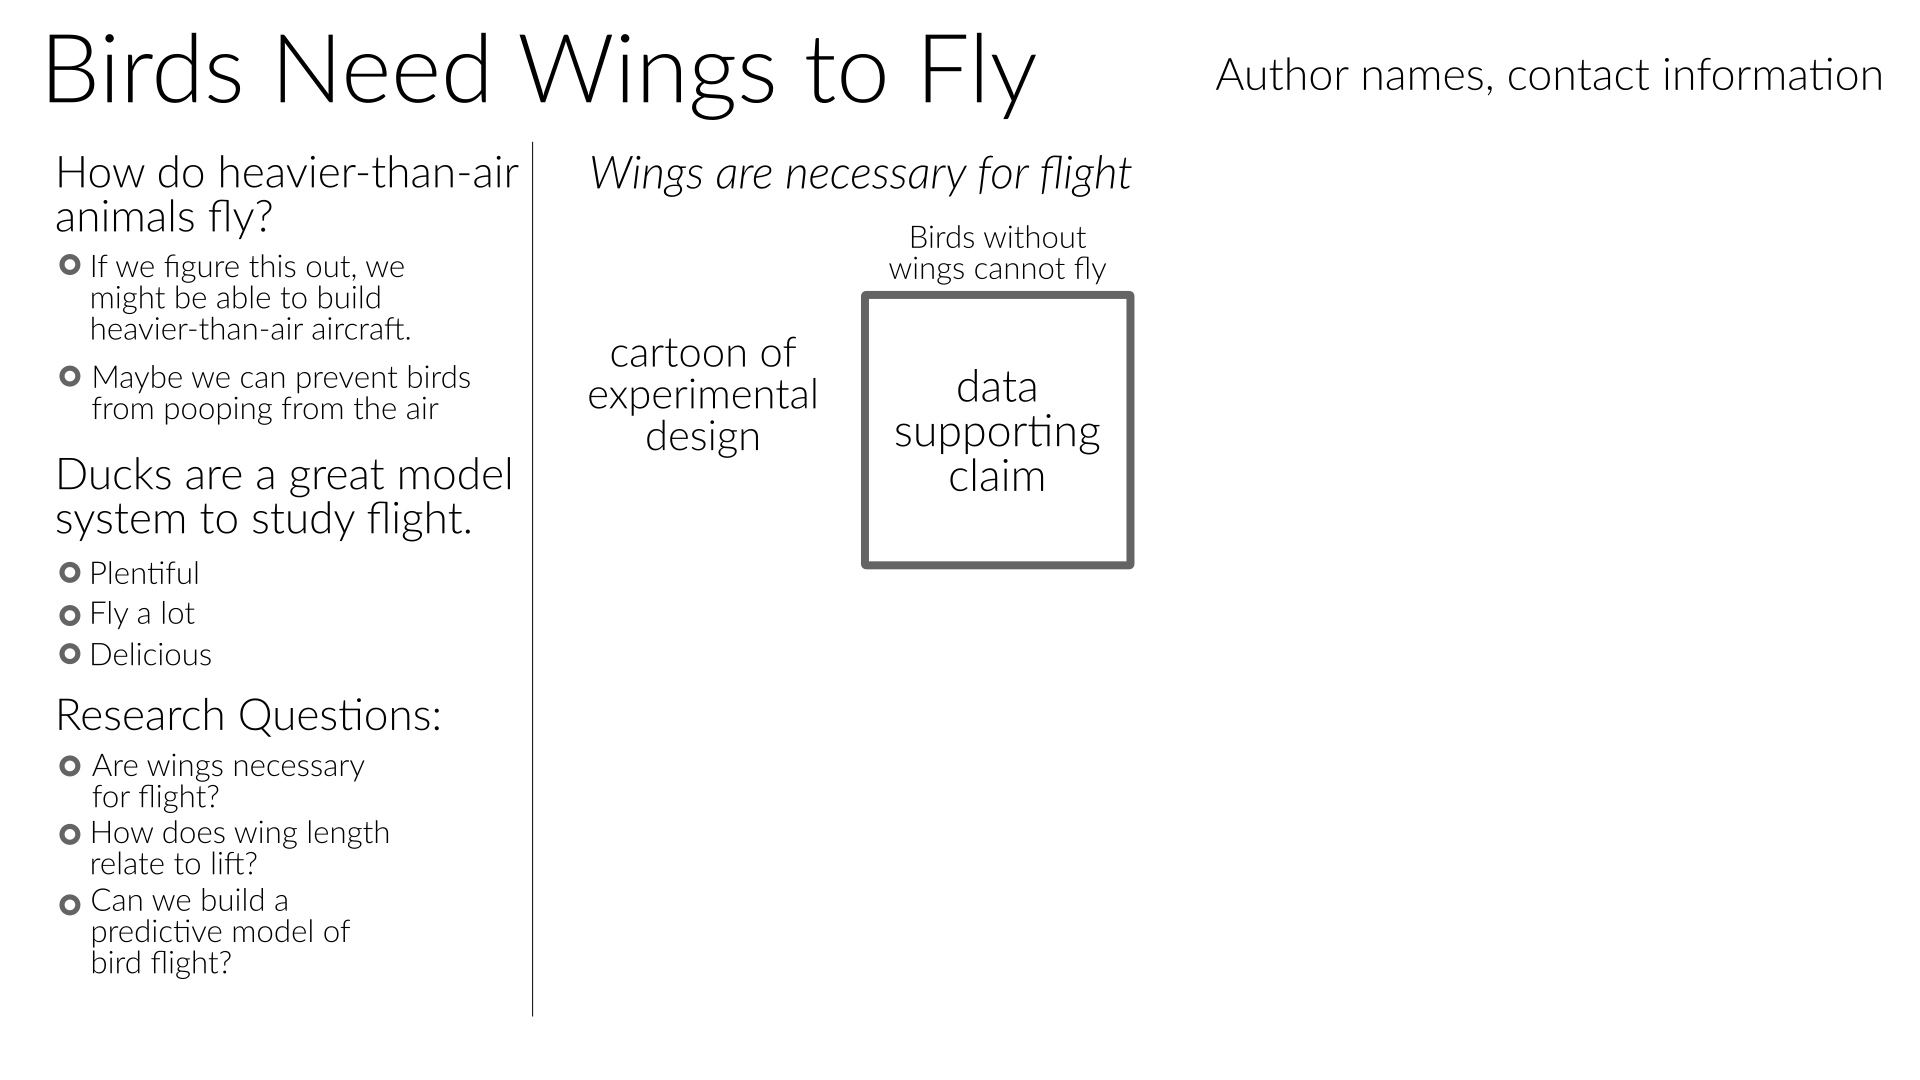 Birds Need Wings to Fly
Author names, contact information
How do heavier-than-air
animals fly?
If we figure this out, we
might be able to build
heavier-than-air aircraft.
Maybe we can prevent birds
from pooping from the air
Ducks are a great model
system to study flight.
Plentiful
Fly a lot
Delicious
Research Questions:
Are wings necessary
for flight?
How does wing length
relate to lift?
Can we build a
predictive model of
bird flight?
Wings are necessary for flight
cartoon of
experimental
design
Birds without
wings cannot fly
data
supporting
claim